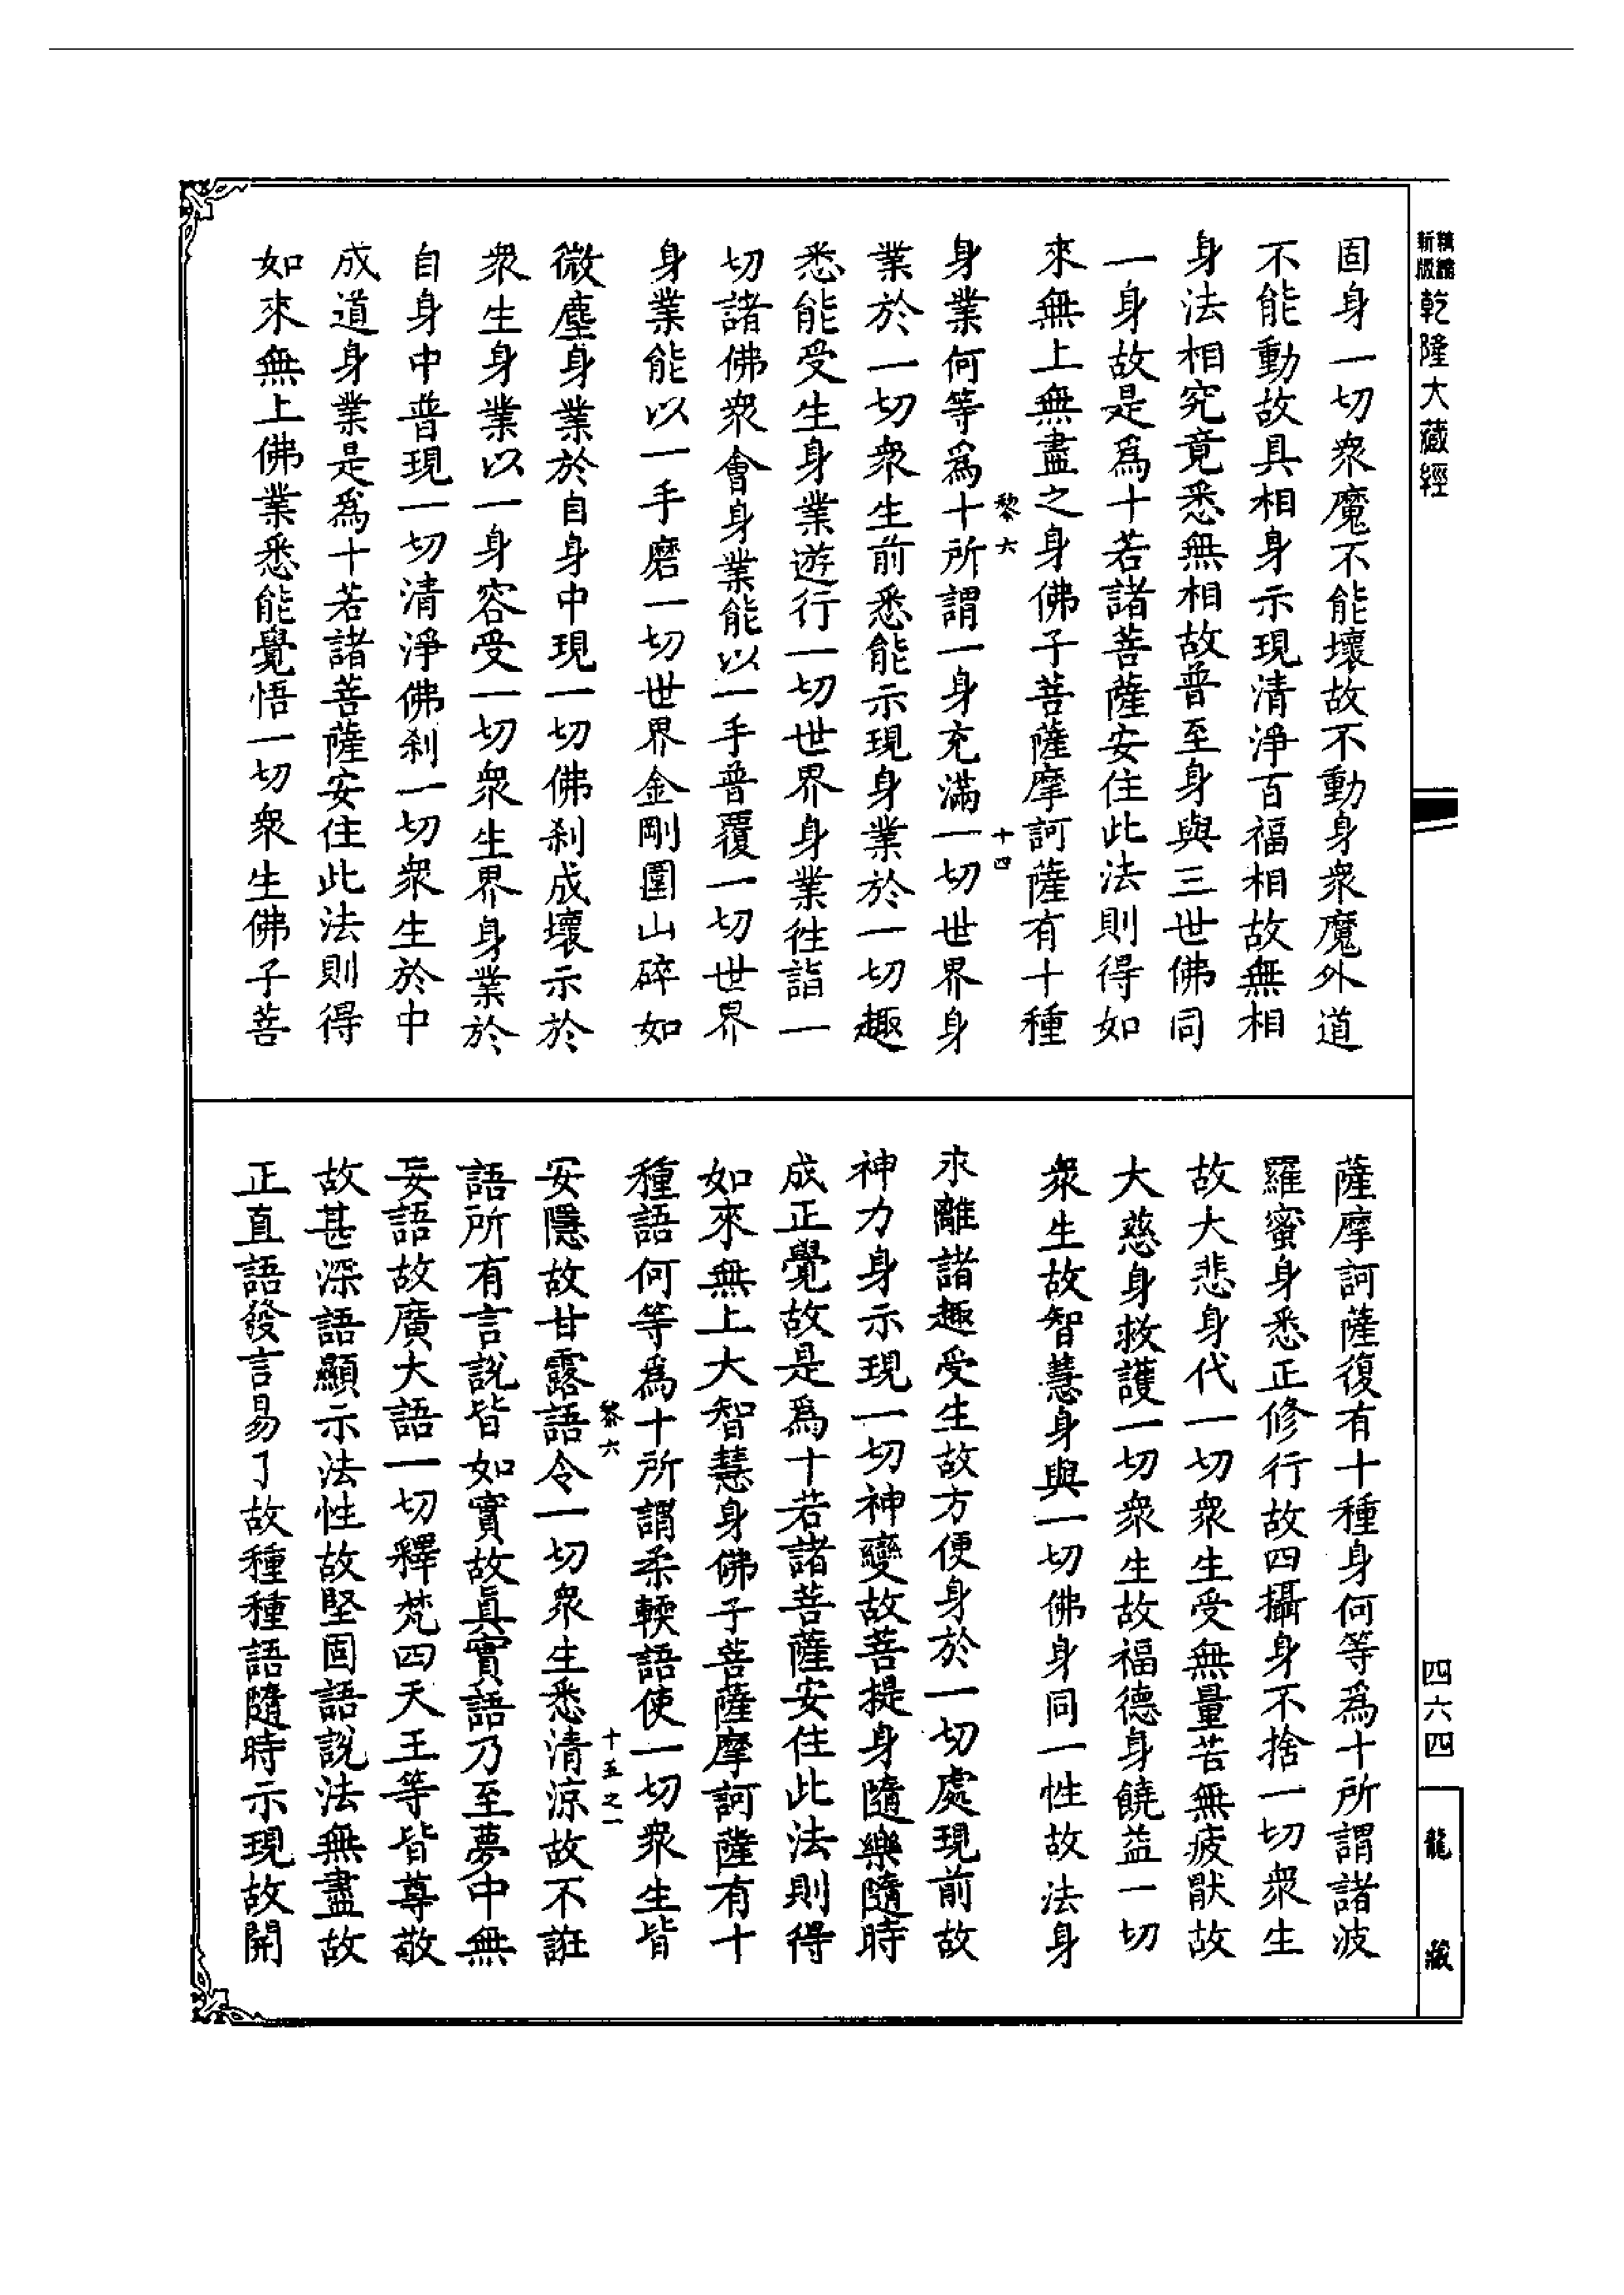 新編縮版
乾隆大藏經
四六四
龍藏
固身一切衆魔不能壞故不動身衆魔外道
不能動故具相身示現清淨百福相故無相
身法相究竟悉無相故普至身與三世佛同
一身故是爲十若諸菩薩安住此法則得如
來無上無盡之身佛子菩薩摩訶薩有十種
黎六 十四
身業何等爲十所謂一身充滿一切世界身
業於一切衆生前悉能示現身業於一切趣
悉能受生身業遊行一切世界身業徃詣一
切諸佛衆會身業能以一手普覆一切世界
身業能以一手磨一切世界金剛圍山碎如
微塵身業於自身中現一切佛刹成壞示於
衆生身業以一身容受一切衆生界身業於
自身中普現一切清淨佛刹一切衆生於中
成道身業是爲十若諸菩薩安住此法則得
如來無上佛業悉能覺悟一切衆生佛子菩
薩摩訶薩復有十種身何等爲十所謂諸波
羅蜜身悉正修行故四攝身不捨一切衆生
故大悲身代一切衆生受無量苦無疲猒故
大慈身救護一切衆生故福德身饒益一切
衆生故智慧身與一切佛身同一性故法身
永離諸趣受生故方便身於一切處現前故
神力身示現一切神變故菩提身隨樂隨時
成正覺故是爲十若諸菩薩安住此法則得
如來無上大智慧身佛子菩薩摩訶薩有十
種語何等爲十所謂柔輭語使一切衆生皆
黎六 十五之一
安隱故甘露語令一切衆生悉清涼故不誑
語所有言說皆如實故真實語乃至夢中無
妄語故廣大語一切釋梵四天王等皆尊敬
故甚深語顯示法性故堅固語說法無盡故
正直語發言易了故種種語隨時示現故開